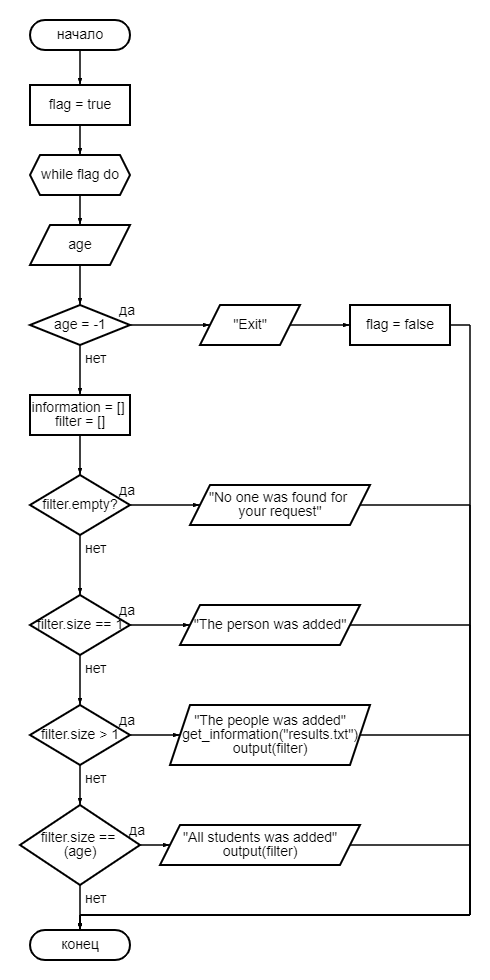 начало
flag = true
while flag do
age
age = -1
да
"Exit"
flag = false
нет
information = []
filter = []
filter.empty?
да
"No one was found for
your request"
нет
filter.size == 1
да
"The person was added"
нет
filter.size > 1
да
"The people was added"
get_information("results.txt")
output(filter)
нет
filter.size ==
(age)
да
"All students was added"
output(filter)
нет
конец